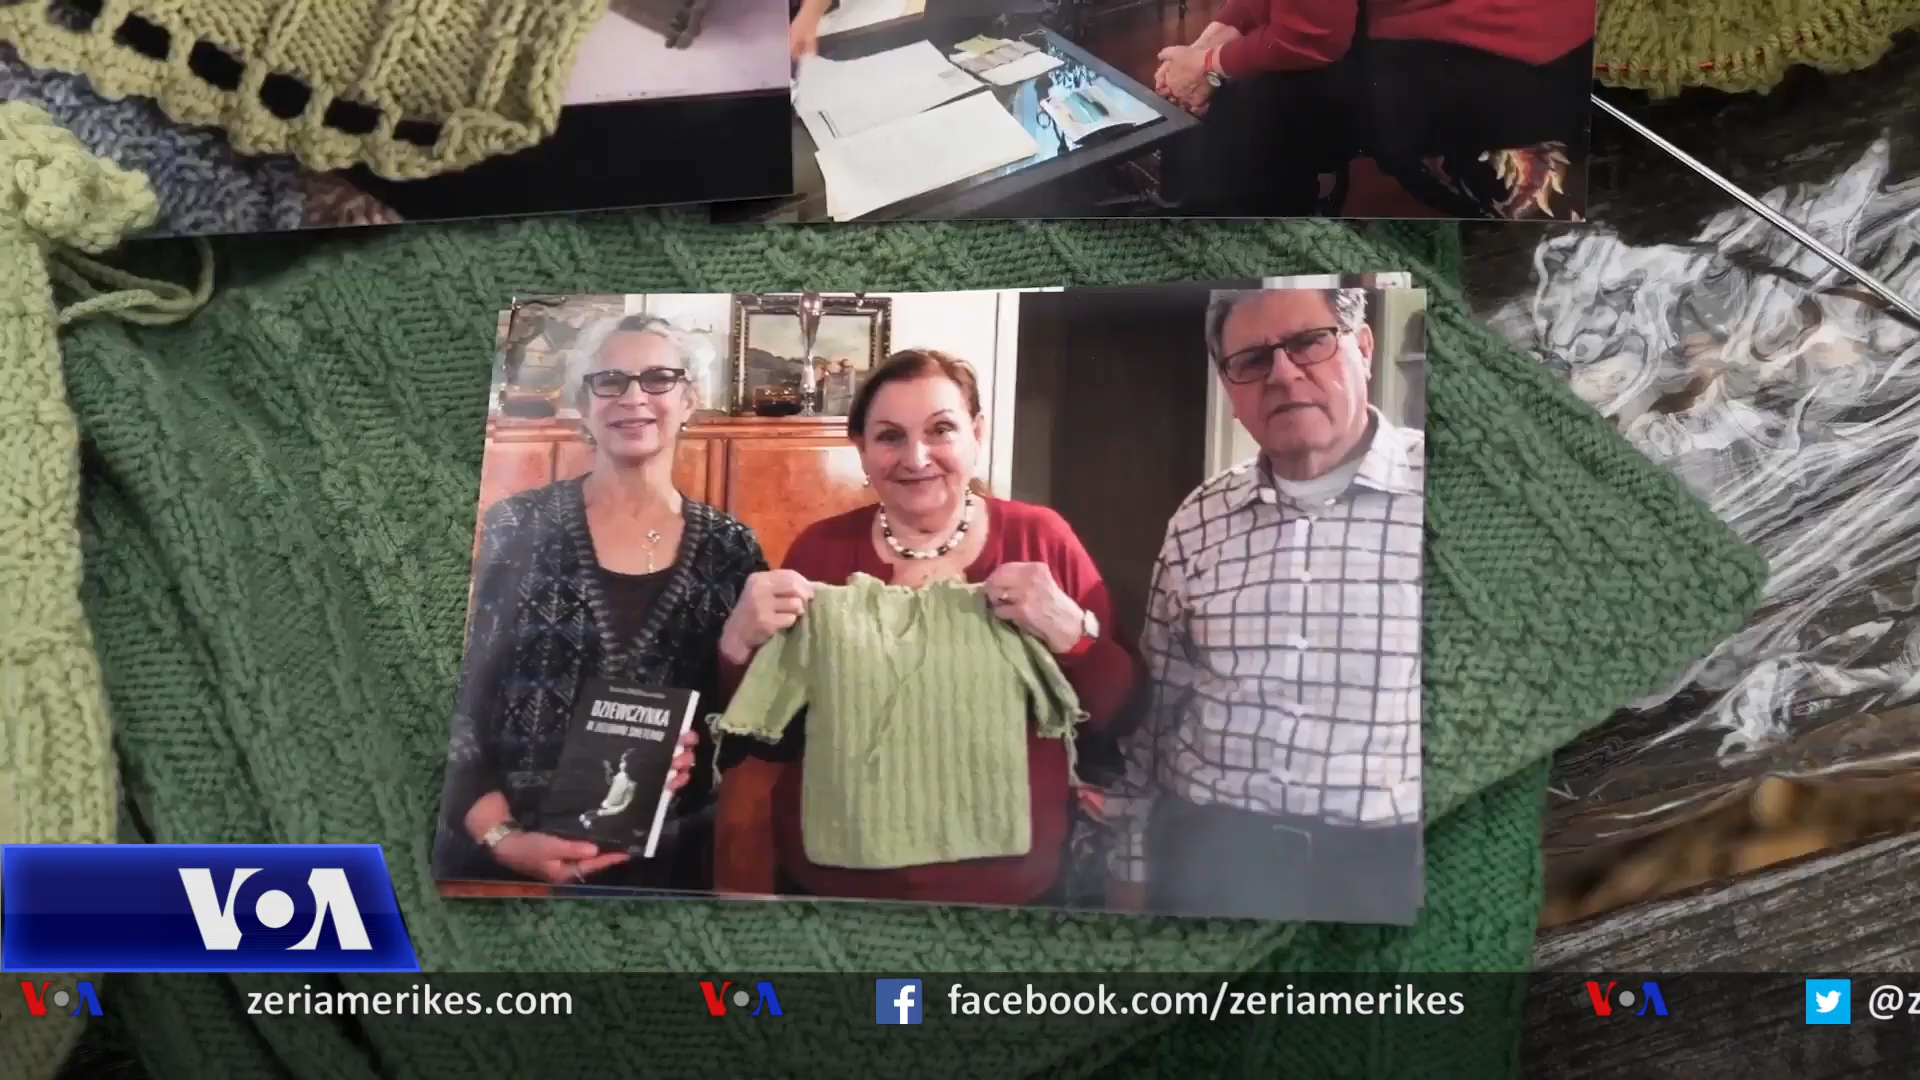 DZIEWCZYNKA
W ZIELONYM SWETERKU
VOA
VOA
zeriamerikes.com
VOA
facebook.com/zeriamerikes
VOA
@z